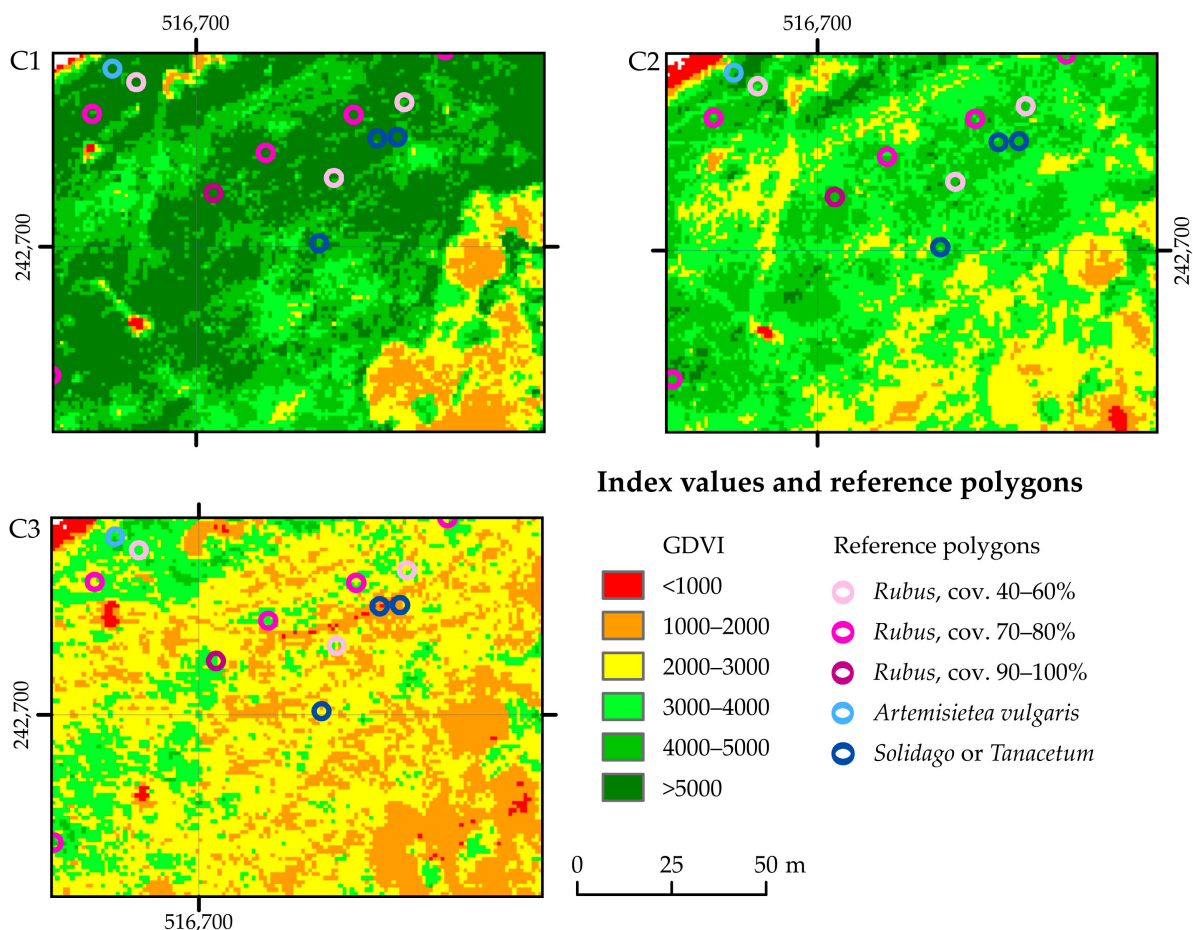 516,700
516,700
C1
C2
242,700
242,700
Index values and reference polygons
C3
GDVI
Reference polygons
<1000
Rubus, cov. 40–60%
1000–2000
Rubus, cov. 70–80%
2000–3000
Rubus, cov. 90–100%
3000–4000
Artemisietea vulgaris
4000–5000
Solidago or Tanacetum
>5000
242,700
0 25 50 m
516,700